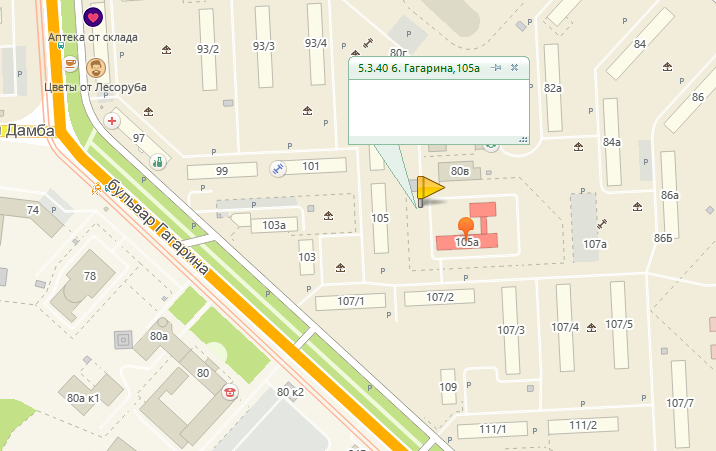 93/2
93/3
93/4
84
Аптека от склада
80г
86
Цветы от Лесоруба
5.3.40 б. Гагарина,105а
82а
84а
Дамба
97
99
101
80в
86а
74
103а
105
105а
107а
86Б
бульвар Гагарина
78
103
107/1
107/2
107/3
107/4
107/5
80а
80
80а к1
80 к2
109
107/7
111/1
111/2